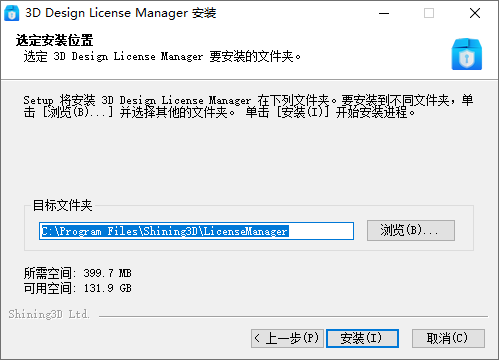 3D Design License Manager 安装
选定安装位置
选定 3D Design License Manager 要安装的文件夹。
Setup 将安装 3D Design License Manager 在下列文件夹。要安装到不同文件夹，单
击 [浏览(B)...] 并选择其他的文件夹。 单击 [安装(I)] 开始安装进程。
目标文件夹
C:\Program Files\Shining3D\LicenseManager
浏览(B)...
所需空间: 399.7 MB
可用空间: 131.9 GB
Shining3D Ltd.
< 上一步(P)
安装(I)
取消(C)